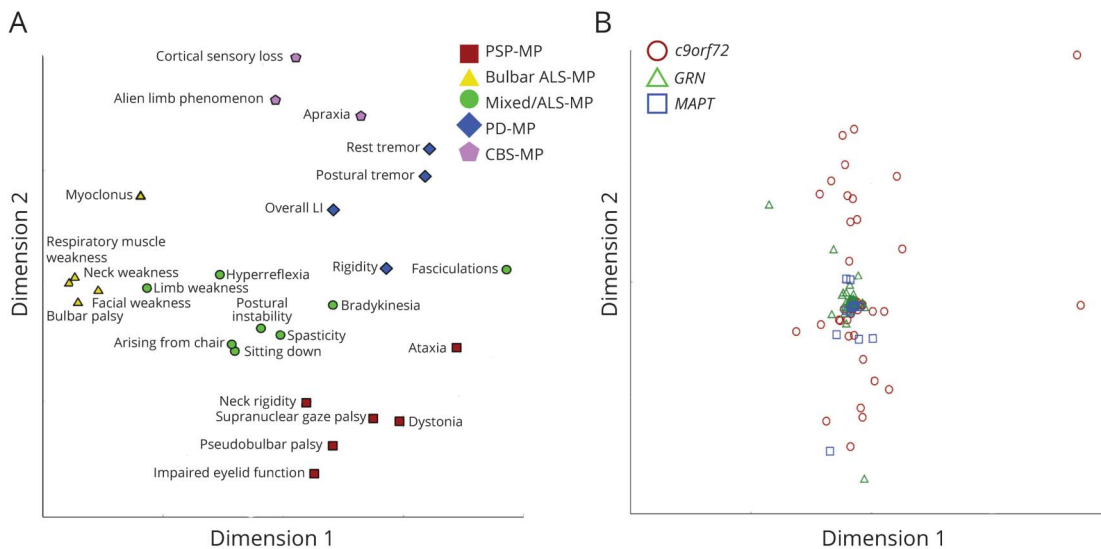 A
Cortical sensory loss
Alien limb phenomenon
Apraxia
Rest tremor
Postural tremor
Myoclonus
Overall LI
Respiratory muscle
weakness
Neck weakness
Limb weakness
Facial weakness
Bulbar palsy
Hyperreflexia
Rigidity
Fasciculations
Bradykinesia
Postural
instability
Spasticity
Arising from chair
Sitting down
Ataxia
Neck rigidity
Supranuclear gaze palsy
Dystonia
Pseudobulbar palsy
Impaired eyelid function
PSP-MP
Bulbar ALS-MP
Mixed/ALS-MP
PD-MP
CBS-MP
Dimension 2
Dimension 1
B
c9orf72
GRN
MAPT
Dimension 2
Dimension 1